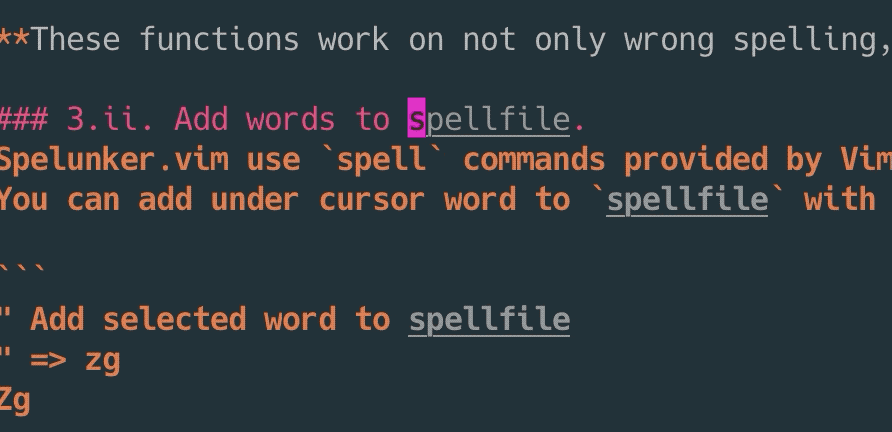 **These functions work on not only wrong spelling,
### 3.ii. Add words to spellfile.
Spelunker.vim use `spell` commands provided by Vim
You can add under cursor word to `spellfile` with
```
" Add selected word to spellfile
" => zg
Zg